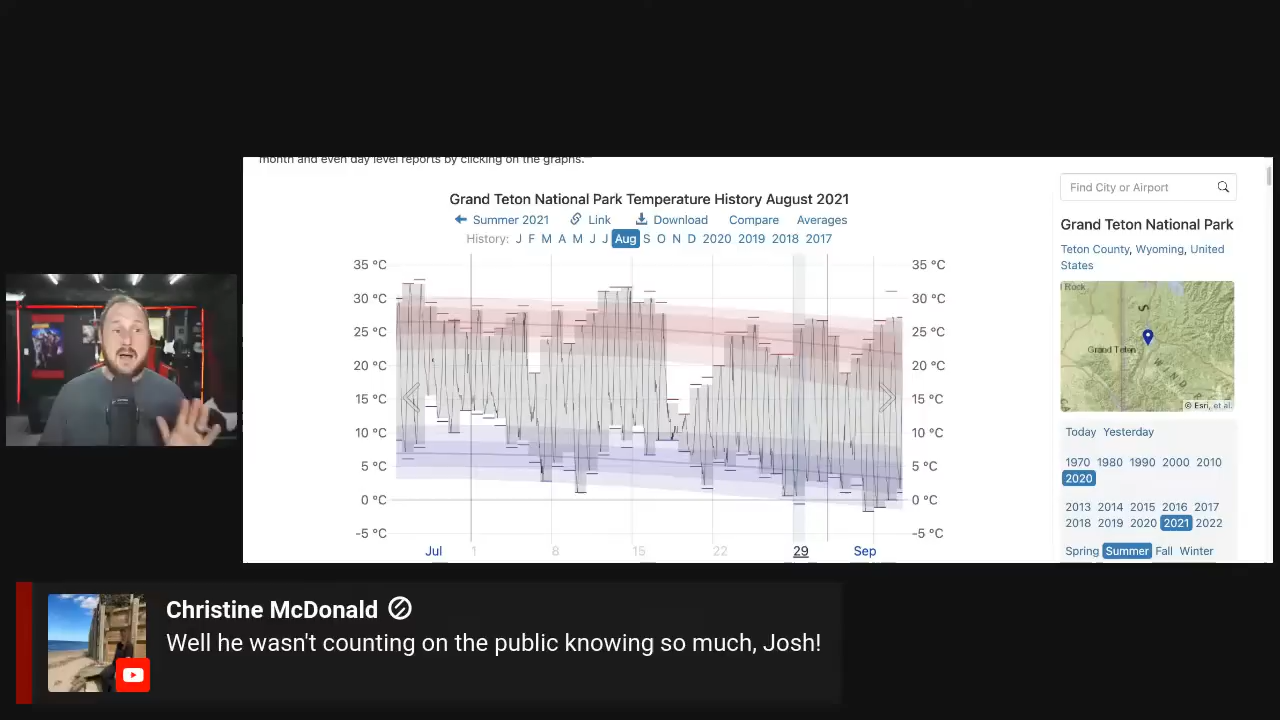 month and even day level reports by clicking on the graphs.
Grand Teton National Park Temperature History August 2021
Summer 2021 Link Download Compare Averages
History: J F M A M J J Aug S O N D 2020 2019 2018 2017
35 °C 35 °C
30 °C 30 °C
25 °C 25 °C
20 °C 20 °C
15 °C 15 °C
10 °C 10 °C
5 °C 5 °C
0 °C 0 °C
-5 °C -5 °C
Jul 1 8 15 22 29 Sep
Find City or Airport
Grand Teton National Park
Teton County, Wyoming, United
States
Rock
S
Grand Teton
W I N D
© Esri, et al.
Today Yesterday
1970 1980 1990 2000 2010
2020
2013 2014 2015 2016 2017
2018 2019 2020 2021 2022
Spring Summer Fall Winter
Christine McDonald
Well he wasn't counting on the public knowing so much, Josh!